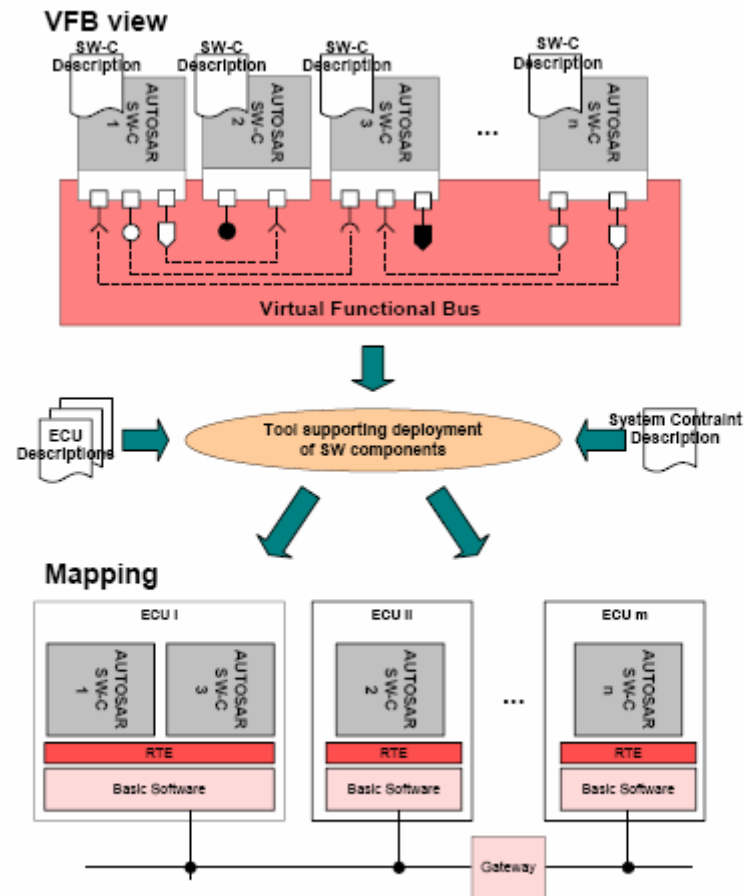 VFB view
SW-C
Description
SW-C
Description
SW-C
Description
SW-C
Description
AUTOSAR
SW-C
1
AUTOSAR
SW-C
2
AUTOSAR
SW-C
3
...
AUTOSAR
SW-C
n
Virtual Functional Bus
ECU
Descriptions
Tool supporting deployment
of SW components
System Contraint
Description
Mapping
ECU I
ECU II
ECU m
AUTOSAR
SW-C
1
AUTOSAR
SW-C
3
AUTOSAR
SW-C
2
...
AUTOSAR
SW-C
n
RTE
RTE
RTE
Basic Software
Basic Software
Basic Software
Gateway